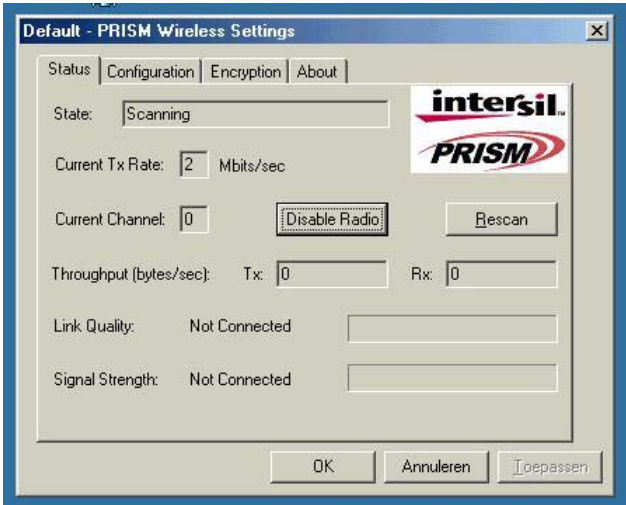 Default - PRISM Wireless Settings
Status Configuration Encryption About
intersil
PRISM
State: Scanning
Current Tx Rate: 2 Mbits/sec
Current Channel: 0 Disable Radio Rescan
Throughput (bytes/sec): Tx: 0 Rx: 0
Link Quality: Not Connected
Signal Strength: Not Connected
OK Annuleren Toepassen